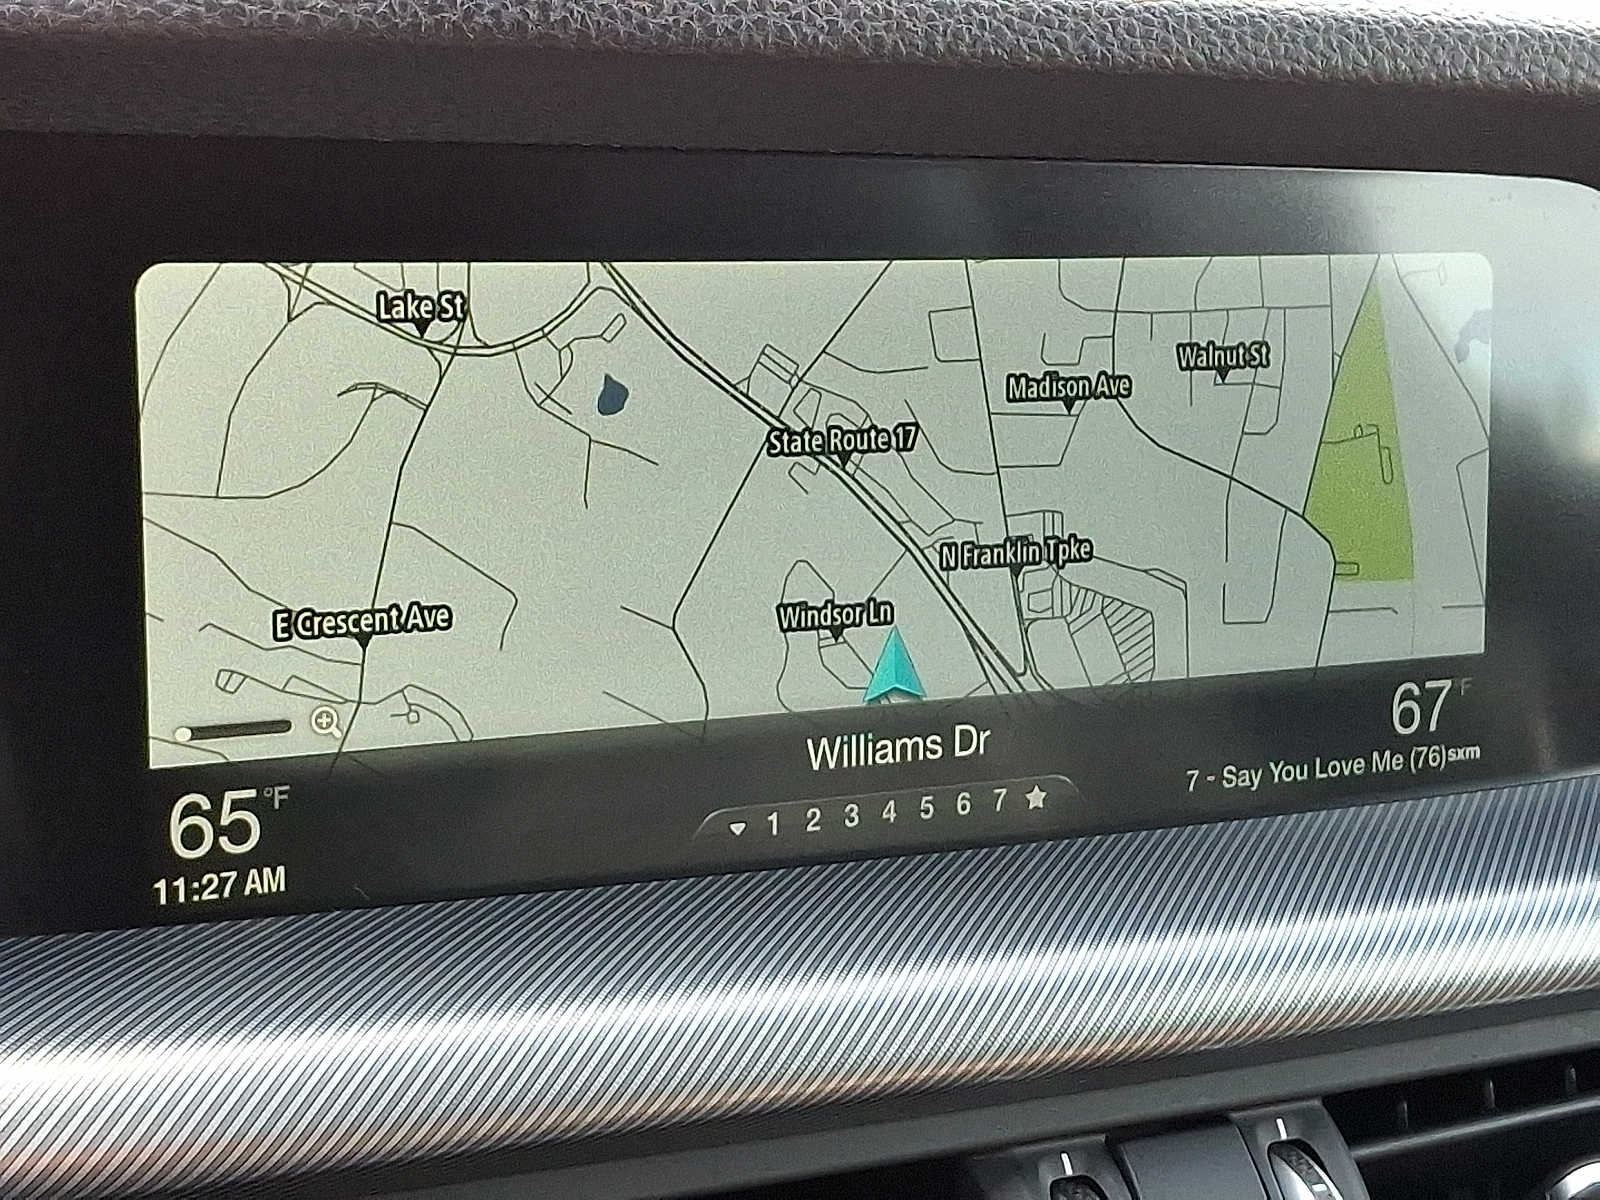 Lake St
Walnut St
Madison Ave
State Route 17
N Franklin Tpke
Windsor Ln
E Crescent Ave
Williams Dr
67°F
7 - Say You Love Me (76)sxm
65°F
1 2 3 4 5 6 7 ★
11:27 AM